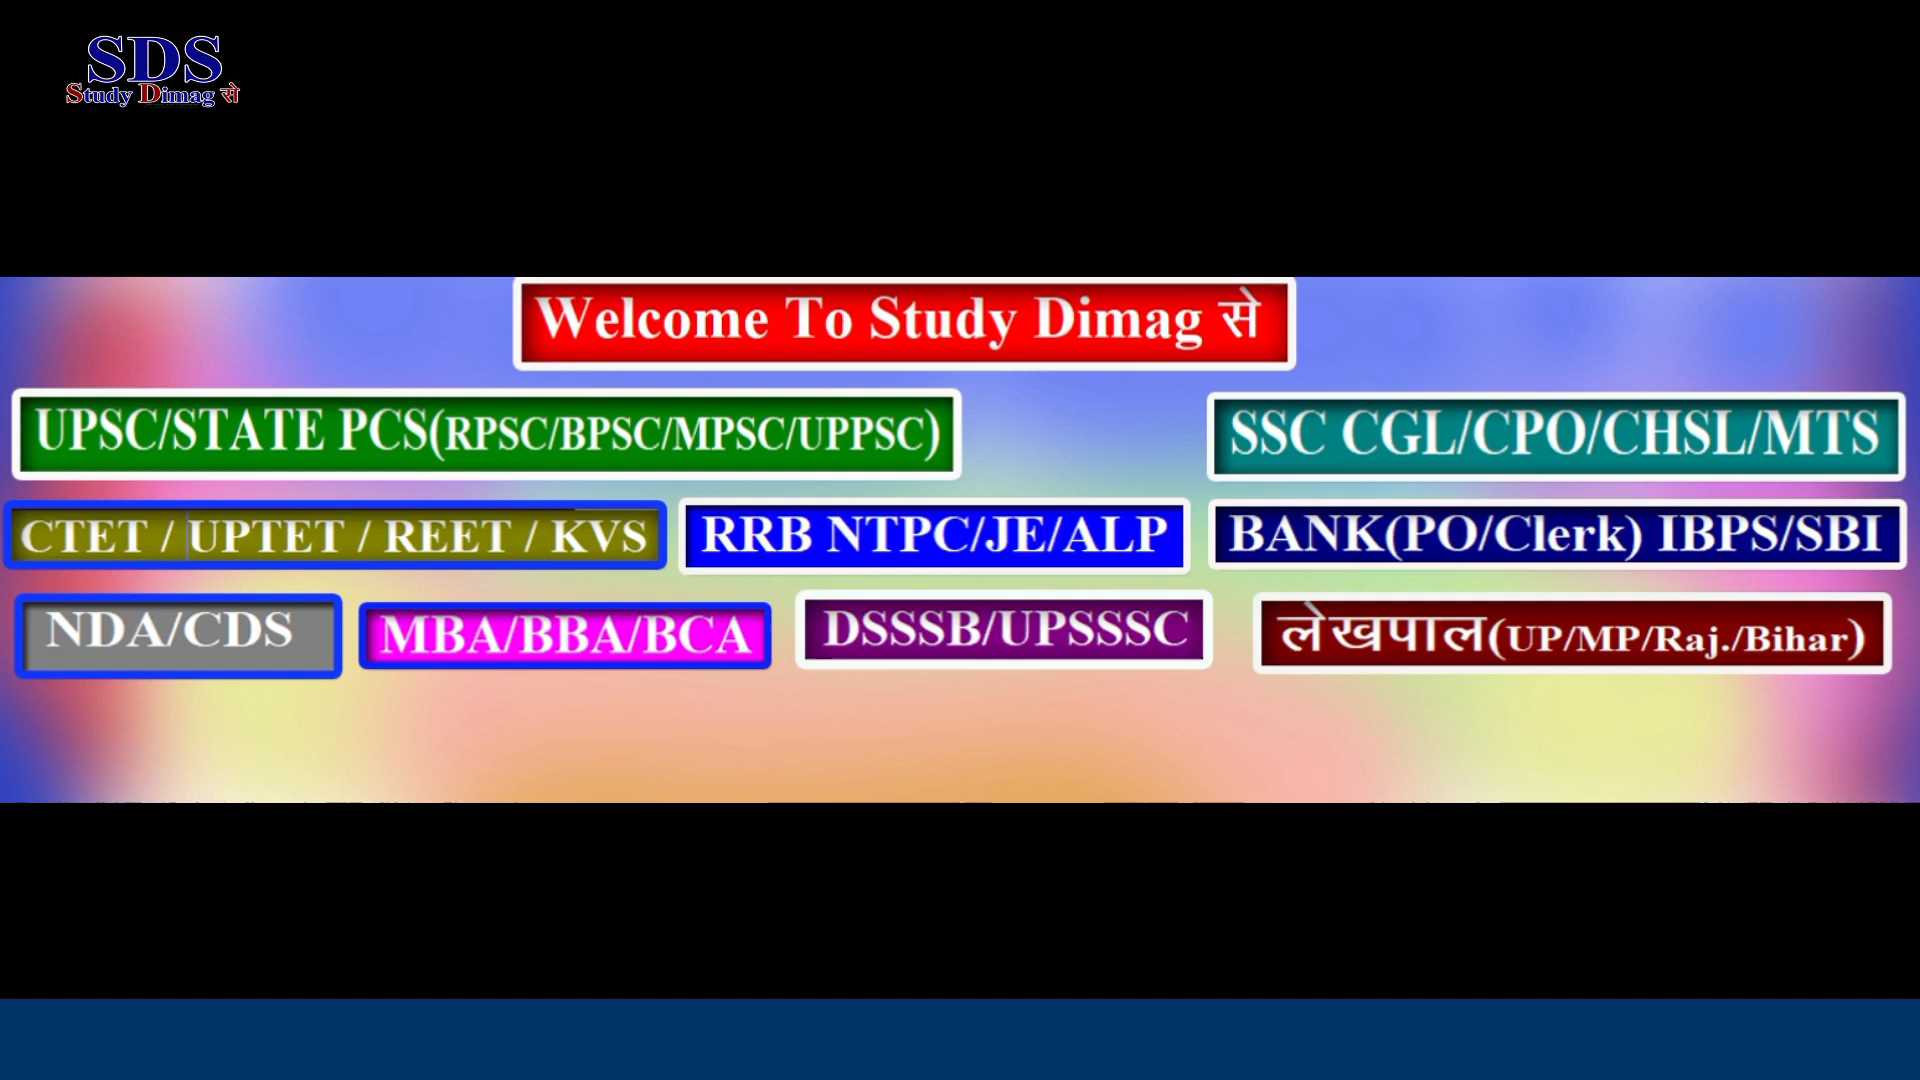 SDS
Study Dimag से
Welcome To Study Dimag से
UPSC/STATE PCS(RPSC/BPSC/MPSC/UPPSC)
SSC CGL/CPO/CHSL/MTS
CTET / UPTET / REET / KVS
RRB NTPC/JE/ALP
BANK(PO/Clerk) IBPS/SBI
NDA/CDS
MBA/BBA/BCA
DSSSB/UPSSSC
लेखपाल(UP/MP/Raj./Bihar)